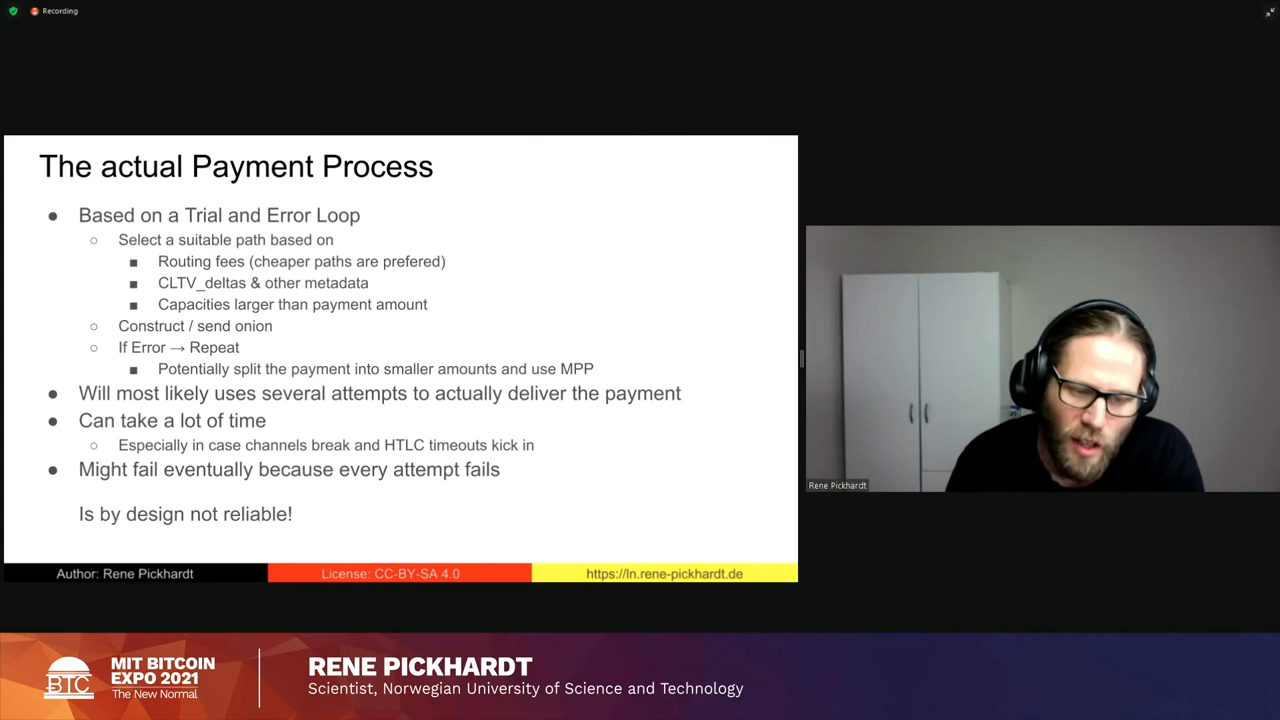 Recording
The actual Payment Process
● Based on a Trial and Error Loop
○ Select a suitable path based on
■ Routing fees (cheaper paths are prefered)
■ CLTV_deltas & other metadata
■ Capacities larger than payment amount
○ Construct / send onion
○ If Error → Repeat
■ Potentially split the payment into smaller amounts and use MPP
● Will most likely uses several attempts to actually deliver the payment
● Can take a lot of time
○ Especially in case channels break and HTLC timeouts kick in
● Might fail eventually because every attempt fails
Is by design not reliable!
Author: Rene Pickhardt
License: CC-BY-SA 4.0
https://ln.rene-pickhardt.de
Rene Pickhardt
BTC
MIT BITCOIN
EXPO 2021
The New Normal
RENE PICKHARDT
Scientist, Norwegian University of Science and Technology